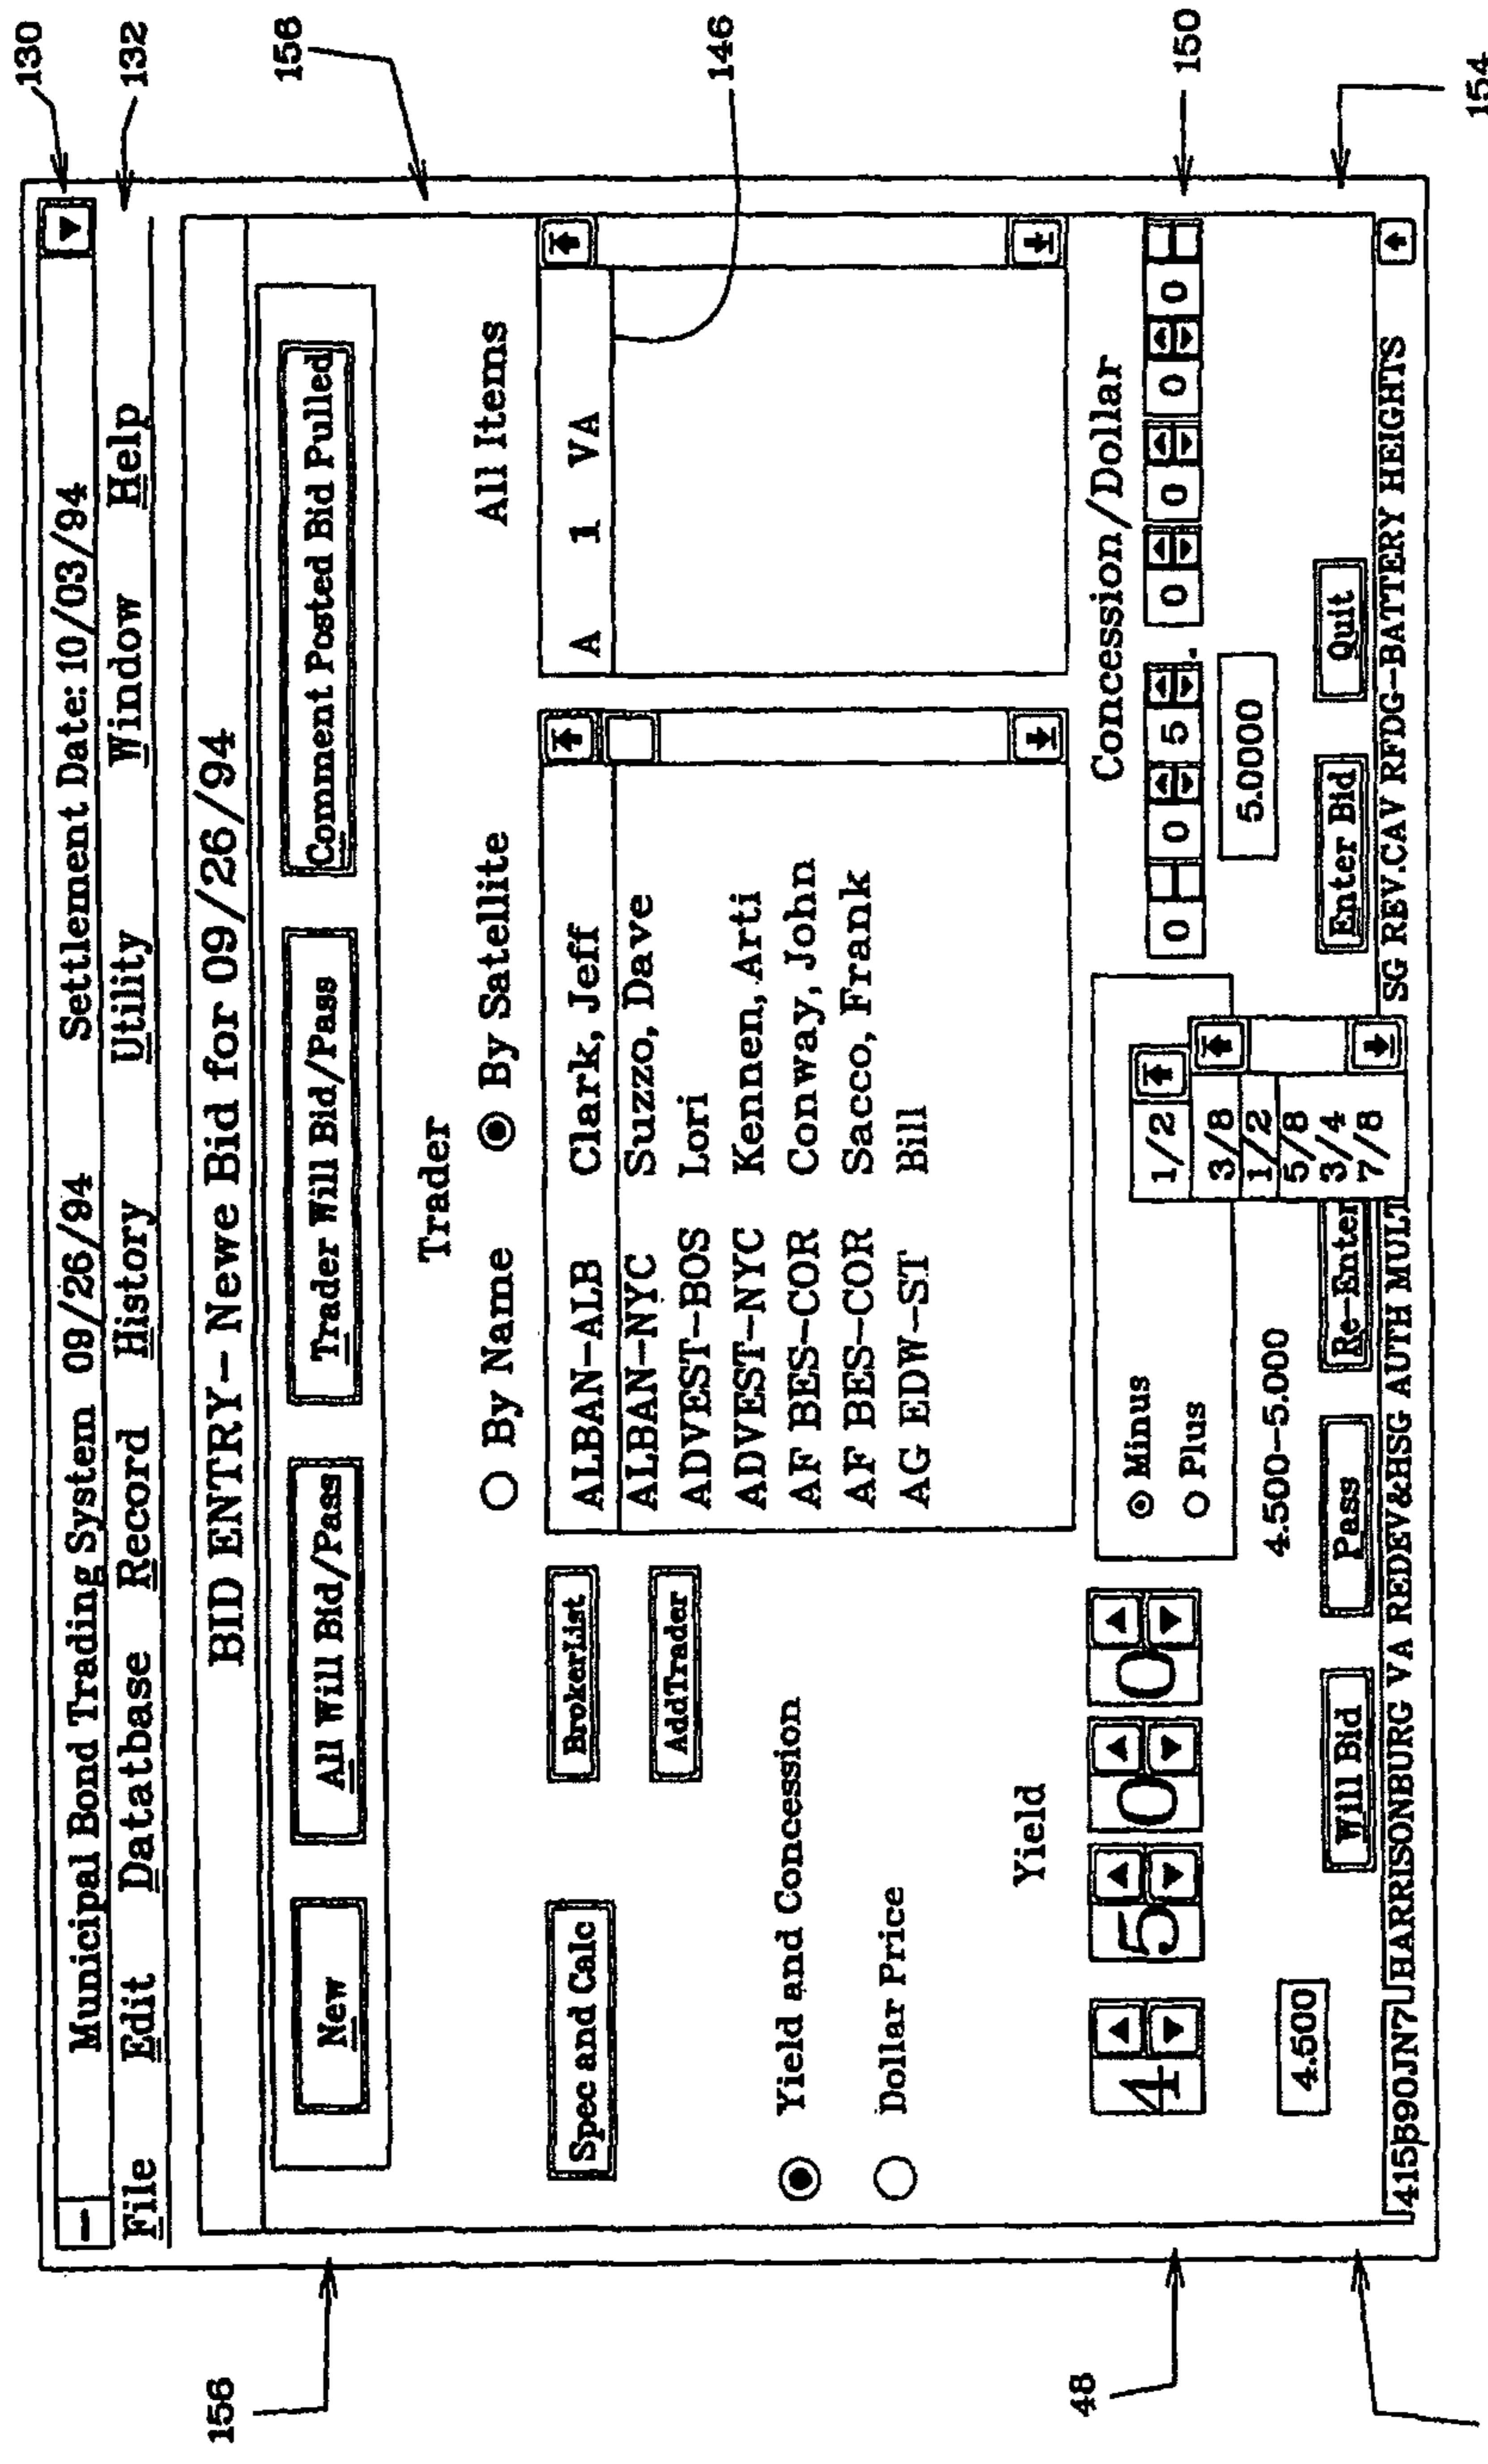 130
132
Municipal Bond Trading System 09/26/94 Settlement Date: 10/03/94
File Edit Datatbase Record History Utility Window Help
BID ENTRY- Newe Bid for 09/26/94
156
158
New All Will Bid/Pass Trader Will Bid/Pass Comment Posted Bid Pulled
Trader
By Name By Satellite All Items
Spec and Calc BrokerList
AddTrader
ALBAN-ALB Clark, Jeff
ALBAN-NYC Suzzo, Dave
ADVEST-BOS Lori
ADVEST-NYC Kennen, Arti
AF BES-COR Conway, John
AF BES-COR Sacco, Frank
AG EDW-ST Bill
A A 1 VA
146
Yield and Concession
Dollar Price
Yield Concession/Dollar
48
4 5 0 0
Minus
Plus
1/2
3/8
1/2
5/8
3/4
7/8
0 0 5 . 0 0 0 0
150
4.500 4.500-5.000 5.0000
Will Bid Pass Re-Enter Enter Bid Quit
154
415B90JN7 HARRISONBURG VA REDEV&HSG AUTH MULT SG REV.CAV RFDG-BATTERY HEIGHTS